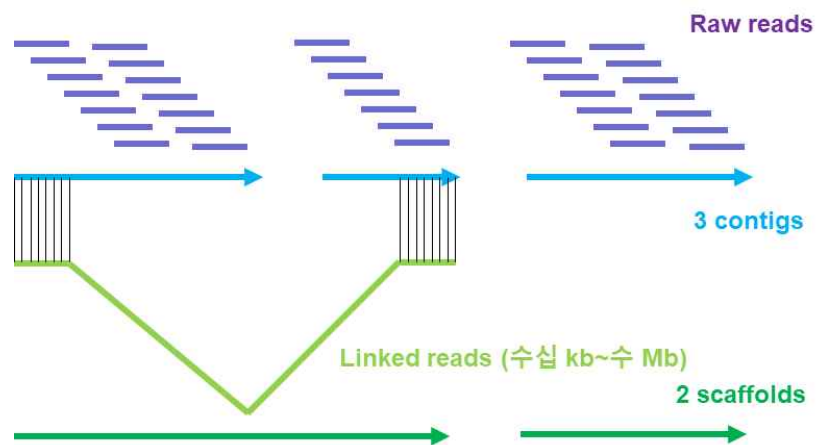 Raw reads
3 contigs
Linked reads (수십 kb~수 Mb)
2 scaffolds